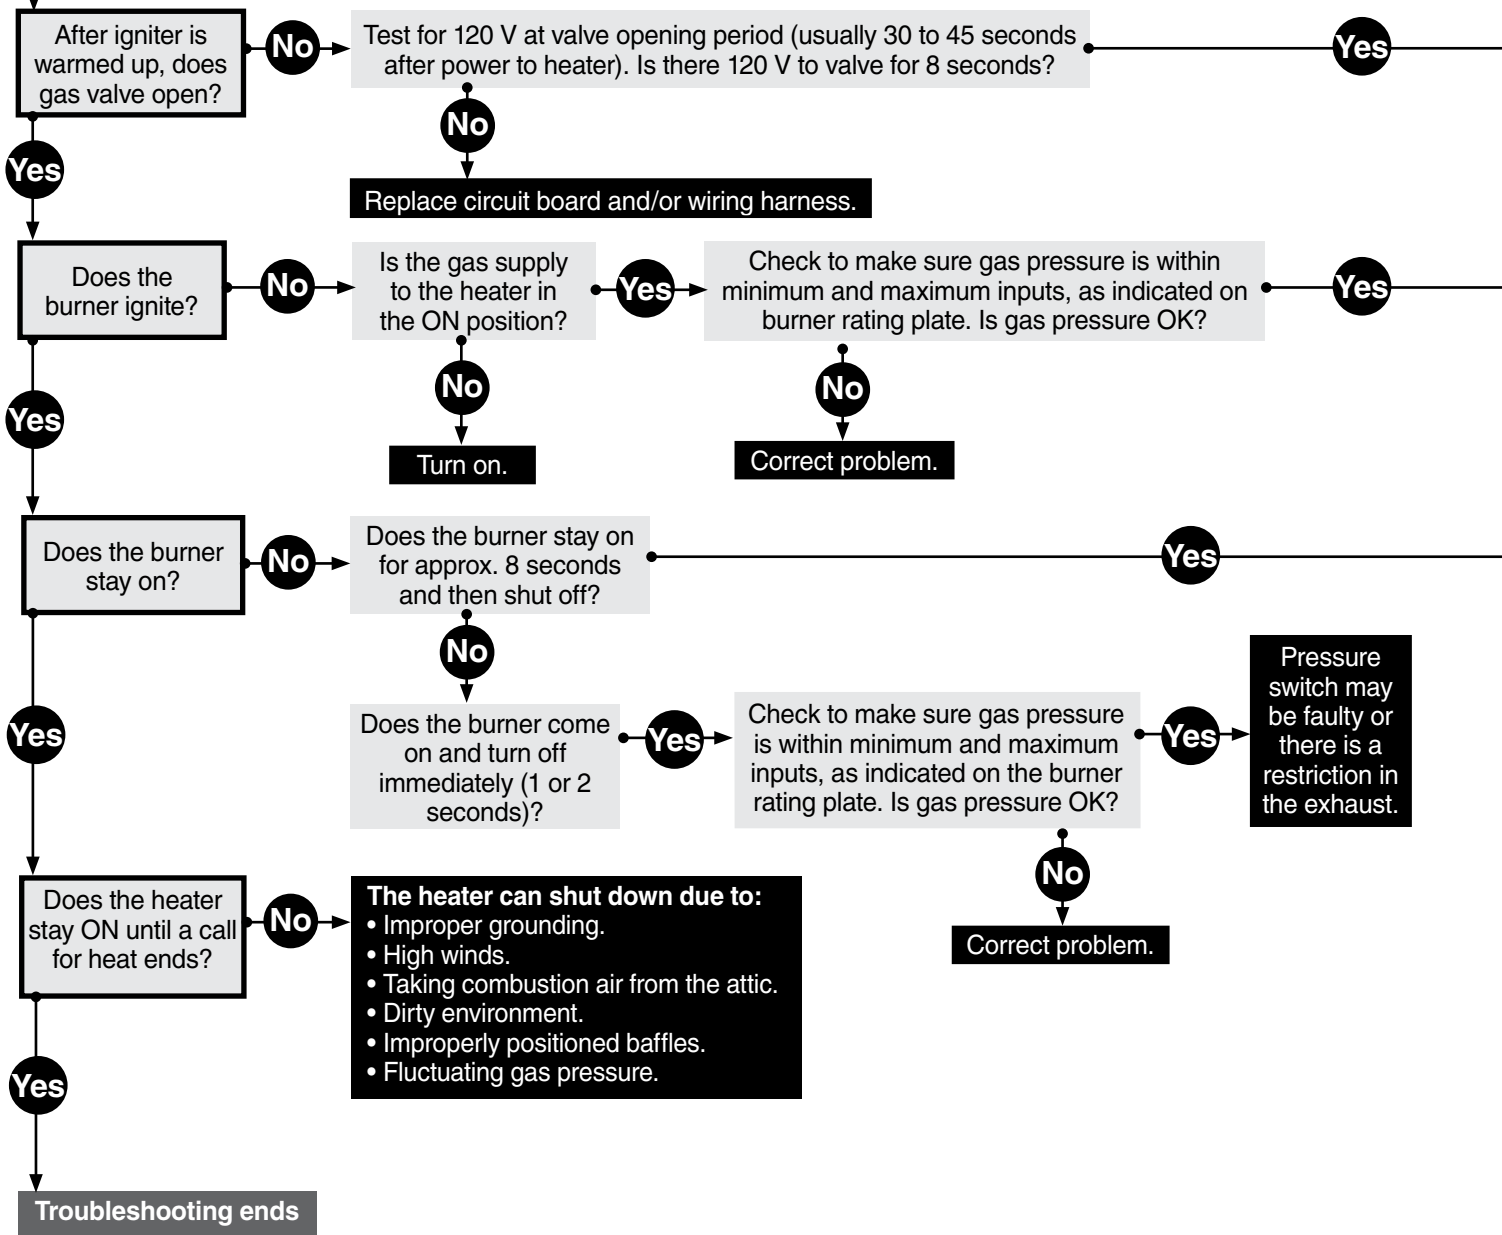 After igniter is
warmed up, does
gas valve open?
No
Test for 120 V at valve opening period (usually 30 to 45 seconds
after power to heater). Is there 120 V to valve for 8 seconds?
Yes
No
Replace circuit board and/or wiring harness.
Yes
Does the
burner ignite?
No
Is the gas supply
to the heater in
the ON position?
Yes
Check to make sure gas pressure is within
minimum and maximum inputs, as indicated on
burner rating plate. Is gas pressure OK?
Yes
No
Turn on.
No
Correct problem.
Yes
Does the burner
stay on?
No
Does the burner stay on
for approx. 8 seconds
and then shut off?
Yes
No
Does the burner come
on and turn off
immediately (1 or 2
seconds)?
Yes
Check to make sure gas pressure
is within minimum and maximum
inputs, as indicated on the burner
rating plate. Is gas pressure OK?
Yes
Pressure
switch may
be faulty or
there is a
restriction in
the exhaust.
No
Correct problem.
Yes
Does the heater
stay ON until a call
for heat ends?
No
The heater can shut down due to:
• Improper grounding.
• High winds.
• Taking combustion air from the attic.
• Dirty environment.
• Improperly positioned baffles.
• Fluctuating gas pressure.
Yes
Troubleshooting ends